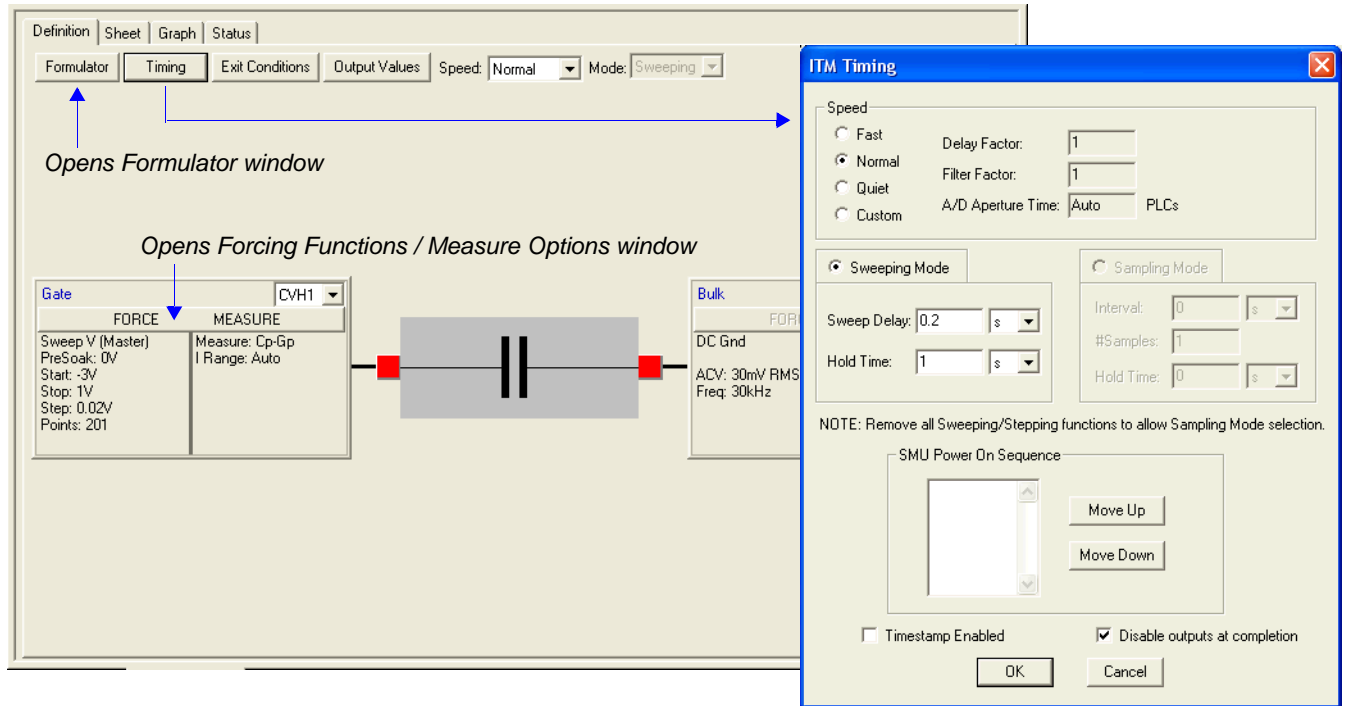 Definition Sheet Graph Status
Formulator Timing Exit Conditions Output Values Speed: Normal Mode: Sweeping
Opens Formulator window
Opens Forcing Functions / Measure Options window
Gate CVH1
FORCE MEASURE
Sweep V (Master)
PreSoak: 0V
Start: -3V
Stop: 1V
Step: 0.02V
Points: 201
Measure: Cp-Gp
I Range: Auto
Bulk
DC Gnd
ACV: 30mV RMS
Freq: 30kHz
ITM Timing
Speed
Fast
Normal
Quiet
Custom
Delay Factor: 1
Filter Factor: 1
A/D Aperture Time: Auto PLCs
Sweeping Mode
Sweep Delay: 0.2 s
Hold Time: 1 s
Sampling Mode
Interval: 0 s
#Samples: 1
Hold Time: 0 s
NOTE: Remove all Sweeping/Stepping functions to allow Sampling Mode selection.
SMU Power On Sequence
Move Up
Move Down
Timestamp Enabled
Disable outputs at completion
OK Cancel